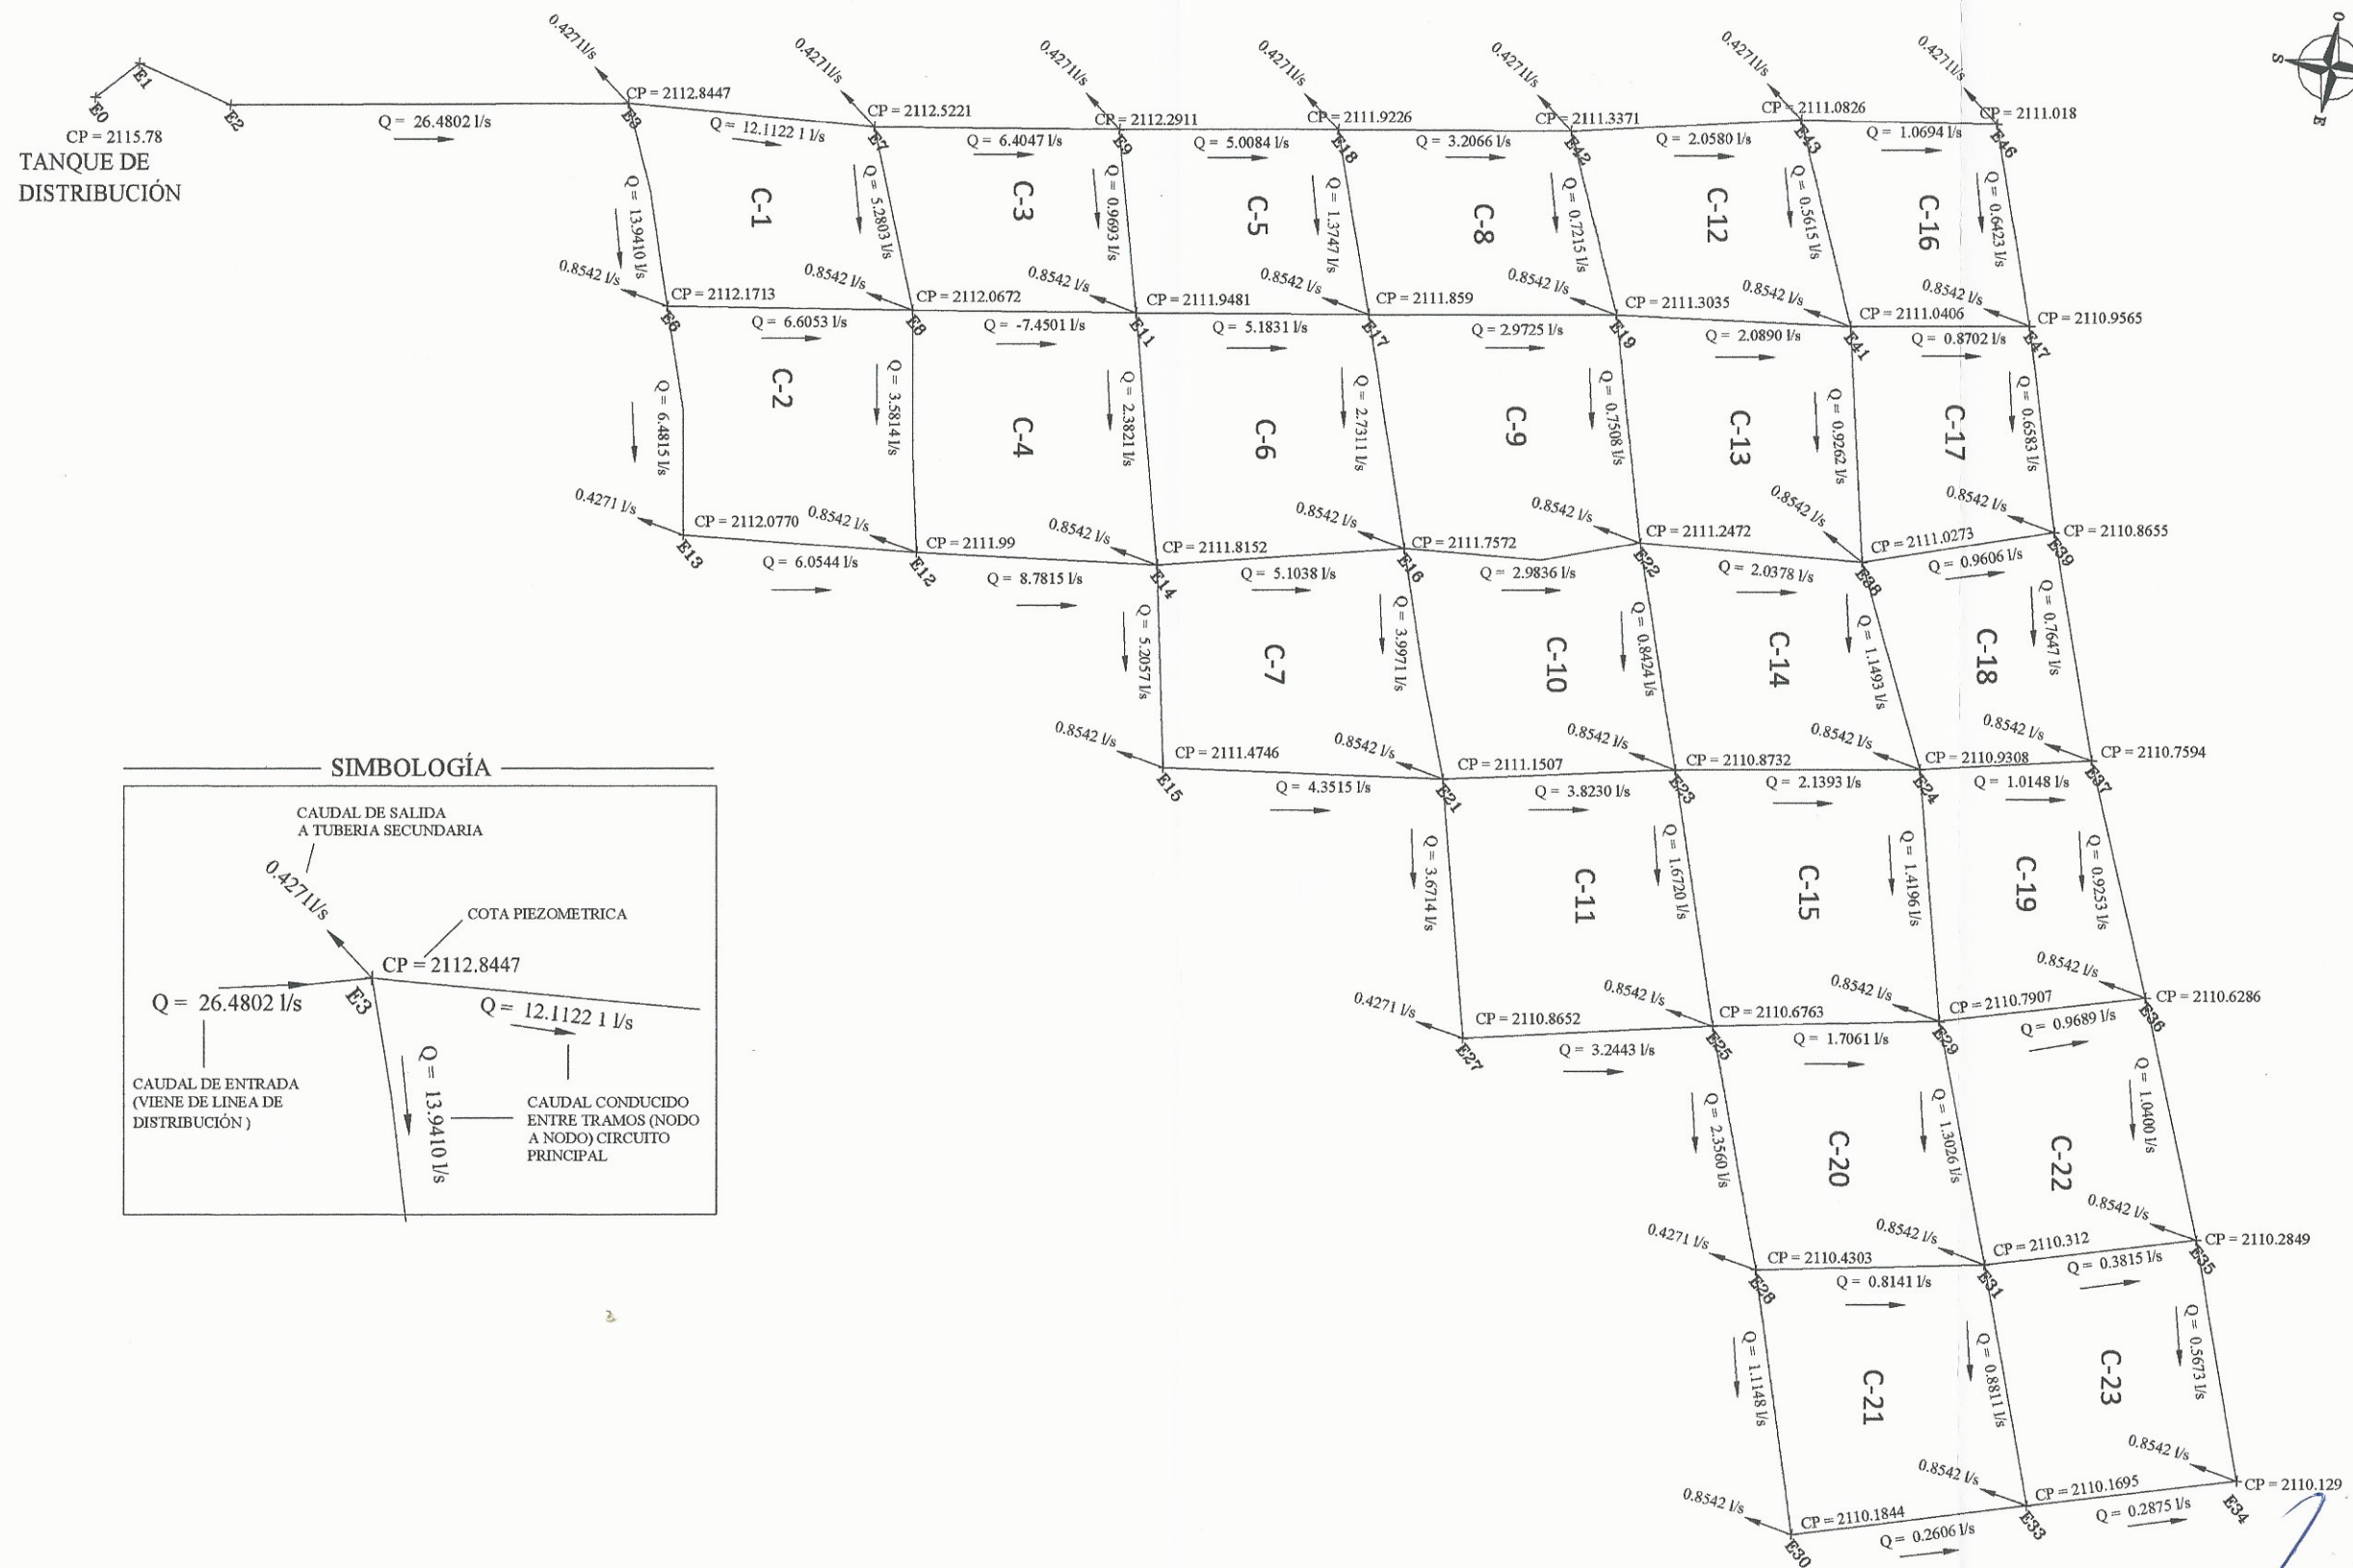 0.4271l/s
0.4271l/s
0.4271l/s
0.4271l/s
0.4271l/s
0.4271l/s
0.4271l/s
O
S
E
E1
E0
E2
CP = 2115.78
TANQUE DE
DISTRIBUCIÓN
Q = 26.4802 l/s
CP = 2112.8447
E3
Q = 12.1122 1 l/s
CP = 2112.5221
E7
Q = 6.4047 l/s
CP = 2112.2911
E9
Q = 5.0084 l/s
CP = 2111.9226
E18
Q = 3.2066 l/s
CP = 2111.3371
E42
Q = 2.0580 l/s
CP = 2111.0826
E43
Q = 1.0694 l/s
CP = 2111.018
E46
Q = 13.9410 l/s
C-1
Q = 5.2803 l/s
C-3
Q = 0.9693 l/s
C-5
Q = 1.3747 l/s
C-8
Q = 0.7215 l/s
C-12
Q = 0.5615 l/s
C-16
Q = 0.6423 l/s
0.8542 l/s
CP = 2112.1713
E6
Q = 6.6053 l/s
0.8542 l/s
CP = 2112.0672
E8
Q = -7.4501 l/s
0.8542 l/s
CP = 2111.9481
E11
Q = 5.1831 l/s
0.8542 l/s
CP = 2111.859
E17
Q = 2.9725 l/s
0.8542 l/s
CP = 2111.3035
E19
Q = 2.0890 l/s
0.8542 l/s
CP = 2111.0406
E41
Q = 0.8702 l/s
0.8542 l/s
CP = 2110.9565
E47
Q = 6.4815 l/s
C-2
Q = 3.5814 l/s
C-4
Q = 2.3821 l/s
C-6
Q = 2.7311 l/s
C-9
Q = 0.7508 l/s
C-13
Q = 0.9262 l/s
C-17
Q = 0.6583 l/s
0.4271 l/s
CP = 2112.0770
E13
Q = 6.0544 l/s
0.8542 l/s
CP = 2111.99
E12
Q = 8.7815 l/s
0.8542 l/s
CP = 2111.8152
E14
Q = 5.1038 l/s
0.8542 l/s
CP = 2111.7572
E16
Q = 2.9836 l/s
0.8542 l/s
CP = 2111.2472
E22
Q = 2.0378 l/s
0.8542 l/s
CP = 2111.0273
E38
Q = 0.9606 l/s
0.8542 l/s
CP = 2110.8655
E39
Q = 5.2057 l/s
C-7
Q = 3.9971 l/s
C-10
Q = 0.8424 l/s
C-14
Q = 1.1493 l/s
C-18
Q = 0.7647 l/s
0.8542 l/s
CP = 2111.4746
E15
Q = 4.3515 l/s
0.8542 l/s
CP = 2111.1507
E21
Q = 3.8230 l/s
0.8542 l/s
CP = 2110.8732
E23
Q = 2.1393 l/s
0.8542 l/s
CP = 2110.9308
E24
Q = 1.0148 l/s
0.8542 l/s
CP = 2110.7594
E37
Q = 3.6714 l/s
C-11
Q = 1.6720 l/s
C-15
Q = 1.4196 l/s
C-19
Q = 0.9253 l/s
0.4271 l/s
CP = 2110.8652
E27
Q = 3.2443 l/s
0.8542 l/s
CP = 2110.6763
E25
Q = 1.7061 l/s
0.8542 l/s
CP = 2110.7907
E29
Q = 0.9689 l/s
0.8542 l/s
CP = 2110.6286
E36
Q = 2.3560 l/s
C-20
Q = 1.3026 l/s
C-22
Q = 1.0400 l/s
0.4271 l/s
CP = 2110.4303
E28
Q = 0.8141 l/s
0.8542 l/s
CP = 2110.312
E31
Q = 0.3815 l/s
0.8542 l/s
CP = 2110.2849
E35
Q = 1.1148 l/s
C-21
Q = 0.8811 l/s
C-23
Q = 0.5673 l/s
0.8542 l/s
CP = 2110.1844
E30
Q = 0.2606 l/s
0.8542 l/s
CP = 2110.1695
E33
Q = 0.2875 l/s
0.8542 l/s
CP = 2110.129
E34
SIMBOLOGÍA
CAUDAL DE SALIDA
A TUBERIA SECUNDARIA
0.4271l/s
COTA PIEZOMETRICA
CP = 2112.8447
Q = 26.4802 l/s
E3
Q = 12.1122 1 l/s
Q = 13.9410 l/s
CAUDAL DE ENTRADA
(VIENE DE LINEA DE
DISTRIBUCIÓN )
CAUDAL CONDUCIDO
ENTRE TRAMOS (NODO
A NODO) CIRCUITO
PRINCIPAL